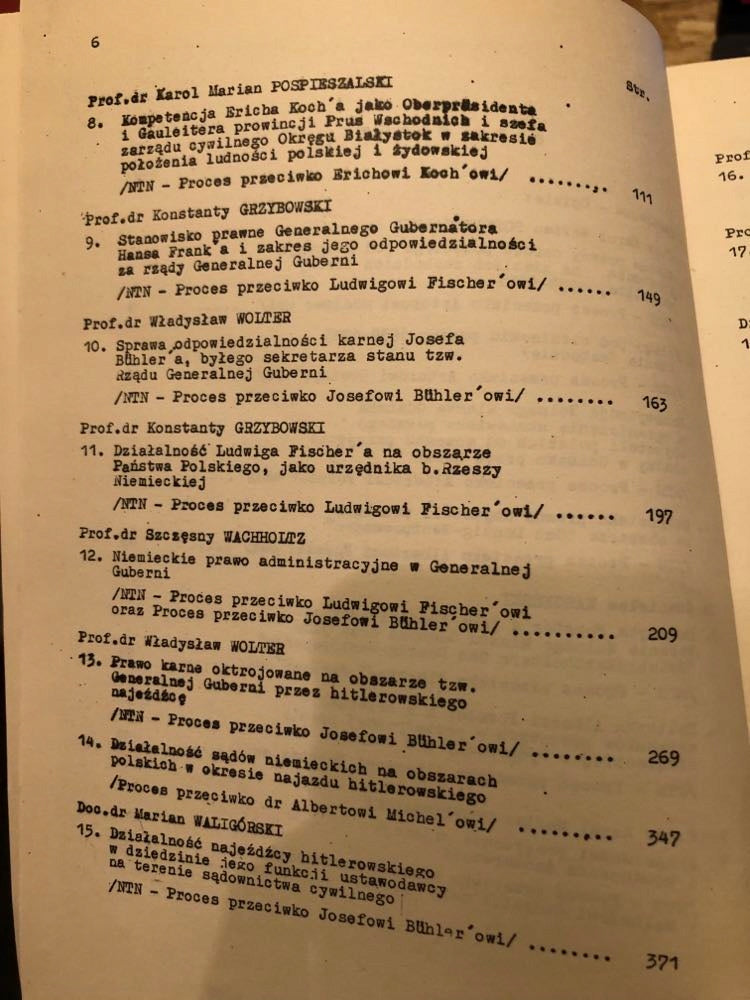 6
Str.
Prof.dr Karol Marian POSPIESZALSKI
8. Kompetencja Ericha Koch´a jako Oberpräsidenta
i Gauleitera prowincji Prus Wschodnich i szefa
zarządu cywilnego Okręgu Białystok w zakresie
położenia ludności polskiej i żydowskiej
/NTN - Proces przeciwko Erichowi Koch´owi/ ........ 111
Prof.dr Konstanty GRZYBOWSKI
9. Stanowisko prawne Generalnego Gubernatora
Hansa Frank´a i zakres jego odpowiedzialności
za rządy Generalnej Guberni
/NTN - Proces przeciwko Ludwigowi Fischer´owi/ ...... 149
Prof.dr Władysław WOLTER
10. Sprawa odpowiedzialności karnej Josefa
Bühler´a, byłego sekretarza stanu tzw.
Rządu Generalnej Guberni
/NTN - Proces przeciwko Josefowi Bühler´owi/ ........ 163
Prof.dr Konstanty GRZYBOWSKI
11. Działalność Ludwiga Fischer´a na obszarze
Państwa Polskiego, jako urzędnika b.Rzeszy
Niemieckiej
/NTN - Proces przeciwko Ludwigowi Fischer´owi/ ...... 197
Prof.dr Szczęsny WACHHOLTZ
12. Niemieckie prawo administracyjne w Generalnej
Guberni
/NTN - Proces przeciwko Ludwigowi Fischer´owi
oraz Proces przeciwko Josefowi Bühler´owi/ .......... 209
Prof.dr Władysław WOLTER
13. Prawo karne oktrojowane na obszarze tzw.
Generalnej Guberni przez hitlerowskiego
najeźdźcę
/NTN - Proces przeciwko Josefowi Bühler´owi/ ........ 269
14. Działalność sądów niemieckich na obszarach
polskich w okresie najazdu hitlerowskiego
/Proces przeciwko dr Albertowi Michel´owi/ .......... 347
Doc.dr Marian WALIGÓRSKI
15. Działalność najeźdźcy hitlerowskiego
w dziedzinie jego funkcji ustawodawcy
na terenie sądownictwa cywilnego
/NTN - Proces przeciwko Josefowi Bühler´owi/ ........ 371
Prof
16.
Pro
17.